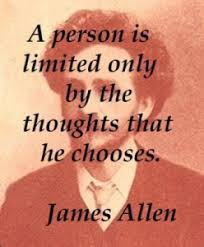 A person is
limited only
by the
thoughts that
he chooses.
James Allen